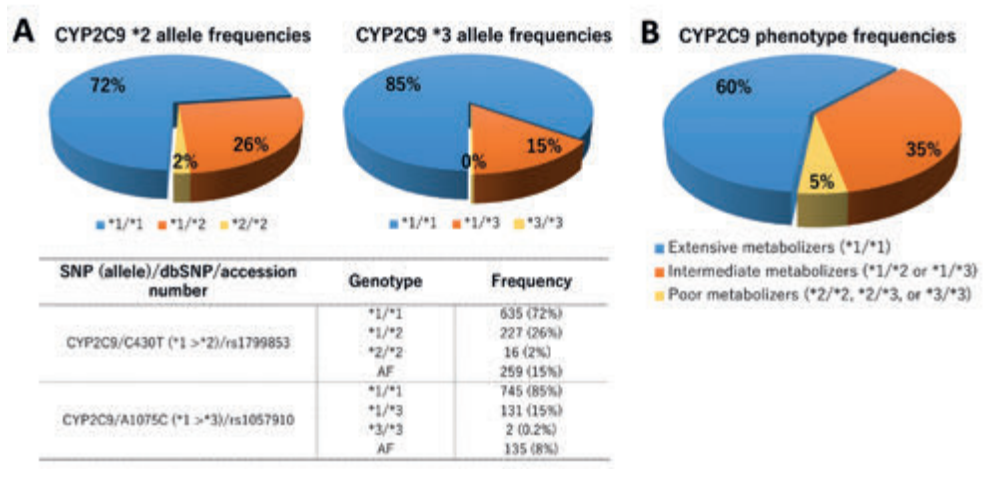 A
CYP2C9 *2 allele frequencies
72%
26%
2%
*1/*1 *1/*2 *2/*2
CYP2C9 *3 allele frequencies
85%
15%
0%
*1/*1 *1/*3 *3/*3
B
CYP2C9 phenotype frequencies
60%
35%
5%
Extensive metabolizers (*1/*1)
Intermediate metabolizers (*1/*2 or *1/*3)
Poor metabolizers (*2/*2, *2/*3, or *3/*3)
SNP (allele)/dbSNP/accession
number
Genotype
Frequency
CYP2C9/C430T (*1 >*2)/rs1799853
*1/*1 635 (72%)
*1/*2 227 (26%)
*2/*2 16 (2%)
AF 259 (15%)
CYP2C9/A1075C (*1 >*3)/rs1057910
*1/*1 745 (85%)
*1/*3 131 (15%)
*3/*3 2 (0.2%)
AF 135 (8%)